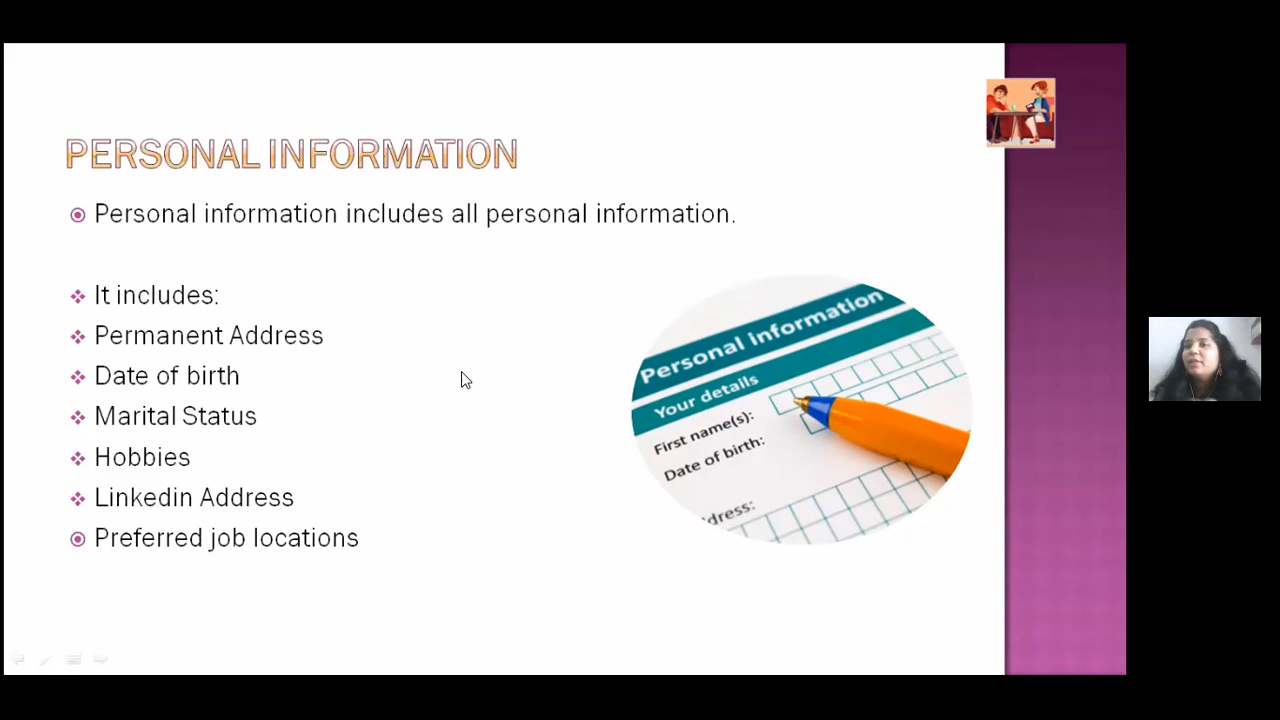 PERSONAL INFORMATION
Personal information includes all personal information.
It includes:
Permanent Address
Date of birth
Marital Status
Hobbies
Linkedin Address
Preferred job locations
Personal information
Your details
First name(s):
Date of birth: